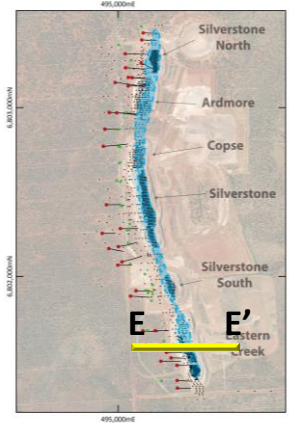 495,000mE
Silverstone
North
6,803,000mN
Ardmore
Copse
Silverstone
6,802,000mN
Silverstone
South
E E’
Eastern
Creek
495,000mE